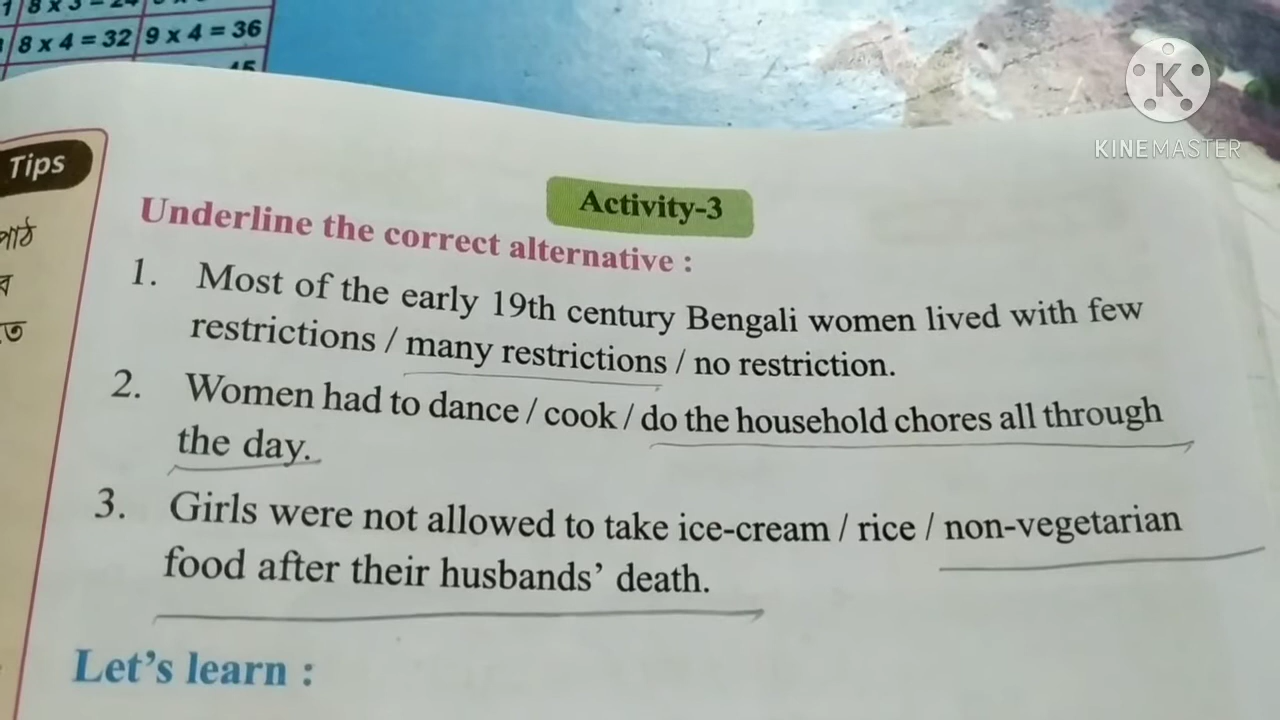 8 x 3 = 24
8 x 4 = 32 9 x 4 = 36
KINEMASTER
Tips
পাঠ
Activity-3
Underline the correct alternative :
1. Most of the early 19th century Bengali women lived with few
restrictions / many restrictions / no restriction.
2. Women had to dance / cook / do the household chores all through
the day.
3. Girls were not allowed to take ice-cream / rice / non-vegetarian
food after their husbands' death.
Let's learn :